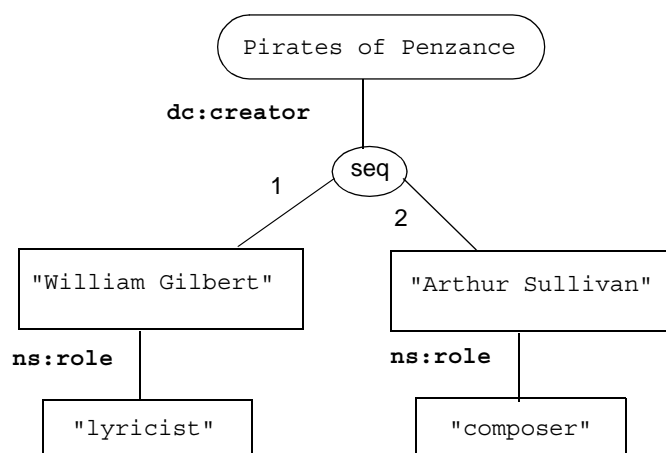 Pirates of Penzance
dc:creator
seq
1
2
"William Gilbert"
"Arthur Sullivan"
ns:role
ns:role
"lyricist"
"composer"